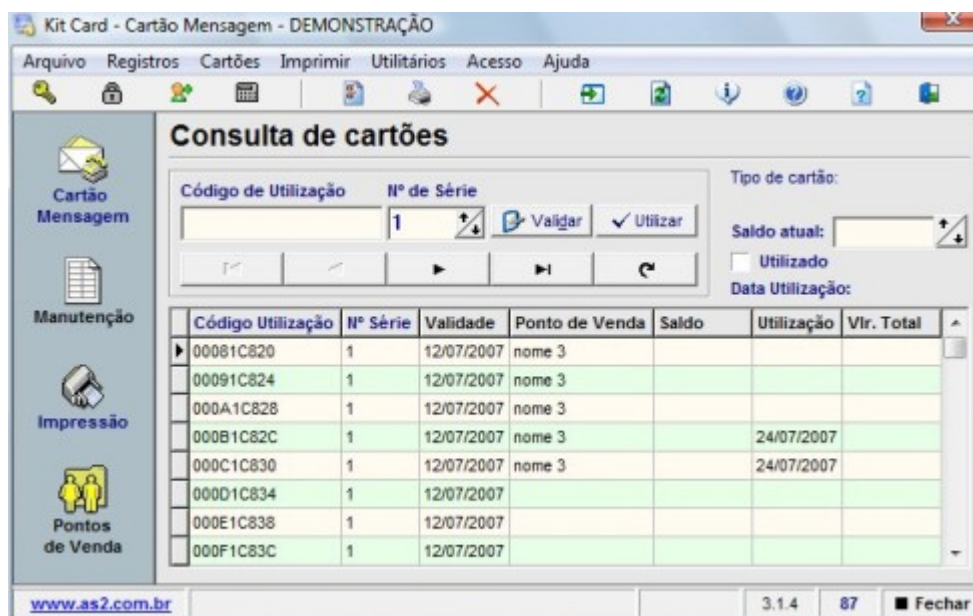 Kit Card - Cartão Mensagem - DEMONSTRAÇÃO
Arquivo Registros Cartões Imprimir Utilitários Acesso Ajuda
Cartão
Mensagem
Manutenção
Impressão
Pontos
de Venda
Consulta de cartões
Código de Utilização Nº de Série
1 Validar Utilizar
Tipo de cartão:
Saldo atual:
Utilizado
Data Utilização:
Código Utilização Nº Série Validade Ponto de Venda Saldo Utilização Vlr. Total
00081C820 1 12/07/2007 nome 3
00091C824 1 12/07/2007 nome 3
000A1C828 1 12/07/2007 nome 3
000B1C82C 1 12/07/2007 nome 3 24/07/2007
000C1C830 1 12/07/2007 nome 3 24/07/2007
000D1C834 1 12/07/2007
000E1C838 1 12/07/2007
000F1C83C 1 12/07/2007
www.as2.com.br 3.1.4 87 Fechar